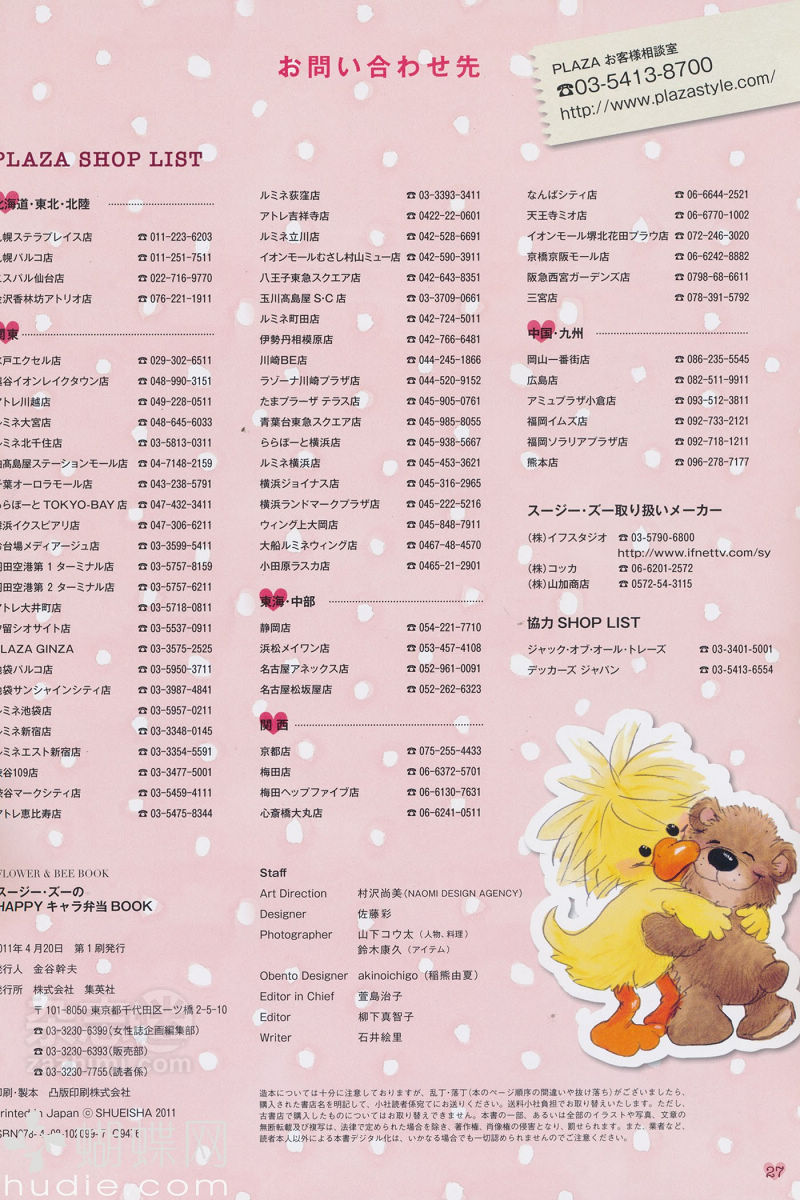 お問い合わせ先
PLAZA お客様相談室
☎03-5413-8700
http://www.plazastyle.com/
PLAZA SHOP LIST
北海道・東北・北陸
札幌ステラプレイス店 ☎011-223-6203
札幌パルコ店 ☎011-251-7511
エスパル仙台店 ☎022-716-9770
金沢香林坊アトリオ店 ☎076-221-1911
関東
水戸エクセル店 ☎029-302-6511
越谷イオンレイクタウン店 ☎048-990-3151
アトレ川越店 ☎049-228-0511
ルミネ大宮店 ☎048-645-6033
ルミネ北千住店 ☎03-5813-0311
柏高島屋ステーションモール店 ☎04-7148-2159
千葉オーロラモール店 ☎043-238-5791
ららぽーと TOKYO-BAY 店 ☎047-432-3411
舞浜イクスピアリ店 ☎047-306-6211
お台場メディアージュ店 ☎03-3599-5411
羽田空港第 1 ターミナル店 ☎03-5757-8159
羽田空港第 2 ターミナル店 ☎03-5757-6211
アトレ大井町店 ☎03-5718-0811
汐留シオサイト店 ☎03-5537-0911
PLAZA GINZA ☎03-3575-2525
池袋パルコ店 ☎03-5950-3711
池袋サンシャインシティ店 ☎03-3987-4841
ルミネ池袋店 ☎03-5957-0211
ルミネ新宿店 ☎03-3348-0145
ルミネエスト新宿店 ☎03-3354-5591
渋谷109店 ☎03-3477-5001
渋谷マークシティ店 ☎03-5459-4111
アトレ恵比寿店 ☎03-5475-8344
ルミネ荻窪店 ☎03-3393-3411
アトレ吉祥寺店 ☎0422-22-0601
ルミネ立川店 ☎042-528-6691
イオンモールむさし村山ミュー店 ☎042-590-3911
八王子東急スクエア店 ☎042-643-8351
玉川髙島屋 S・C 店 ☎03-3709-0661
ルミネ町田店 ☎042-724-5011
伊勢丹相模原店 ☎042-766-6481
川崎BE店 ☎044-245-1866
ラゾーナ川崎プラザ店 ☎044-520-9152
たまプラーザ テラス店 ☎045-905-0761
青葉台東急スクエア店 ☎045-985-8055
ららぽーと横浜店 ☎045-938-5667
ルミネ横浜店 ☎045-453-3621
横浜ジョイナス店 ☎045-316-2965
横浜ランドマークプラザ店 ☎045-222-5216
ウィング上大岡店 ☎045-848-7911
大船ルミネウィング店 ☎0467-48-4570
小田原ラスカ店 ☎0465-21-2901
東海・中部
静岡店 ☎054-221-7710
浜松メイワン店 ☎053-457-4108
名古屋アネックス店 ☎052-961-0091
名古屋松坂屋店 ☎052-262-6323
関西
京都店 ☎075-255-4433
梅田店 ☎06-6372-5701
梅田ヘップファイブ店 ☎06-6130-7631
心斎橋大丸店 ☎06-6241-0511
なんばシティ店 ☎06-6644-2521
天王寺ミオ店 ☎06-6770-1002
イオンモール堺北花田プラウ店 ☎072-246-3020
京橋京阪モール店 ☎06-6242-8882
阪急西宮ガーデンズ店 ☎0798-68-6611
三宮店 ☎078-391-5792
中国・九州
岡山一番街店 ☎086-235-5545
広島店 ☎082-511-9911
アミュプラザ小倉店 ☎093-512-3811
福岡イムズ店 ☎092-733-2121
福岡ソラリアプラザ店 ☎092-718-1211
熊本店 ☎096-278-7177
スージー・ズー取り扱いメーカー
(株)イフスタジオ ☎03-5790-6800
http://www.ifnettv.com/sy
(株)コッカ ☎06-6201-2572
(株)山加商店 ☎0572-54-3115
協力 SHOP LIST
ジャック・オブ・オール・トレーズ ☎03-3401-5001
デッカーズ ジャパン ☎03-5413-6554
FLOWER & BEE BOOK
スージー・ズーの
HAPPY キャラ弁当 BOOK
2011年4月20日 第1刷発行
発行人 金谷幹夫
発行所 株式会社 集英社
〒101-8050 東京都千代田区一ツ橋 2-5-10
☎03-3230-6399(女性誌企画編集部)
☎03-3230-6393(販売部)
☎03-3230-7755(読者係)
印刷・製本 凸版印刷株式会社
Printed in Japan © SHUEISHA 2011
Staff
Art Direction 村沢尚美(NAOMI DESIGN AGENCY)
Designer 佐藤 彩
Photographer 山下コウ太(人物、料理)
鈴木康久(アイテム)
Obento Designer akinoichigo(稲熊由夏)
Editor in Chief 萱島治子
Editor 柳下真智子
Writer 石井絵里
造本については十分に注意しておりますが、乱丁・落丁(本のページ順序の間違いや抜け落ち)がございましたら、
購入された書店名を明記して、小社読者係宛てにお送りください。送料小社負担でお取り替えいたします。ただし、
古書店で購入したものについてはお取り替えできません。本書の一部、あるいは全部のイラストや写真、文章の
無断転載及び複写は、法律で定められた場合を除き、著作権、肖像権の侵害となり、罰せられます。また、業者など、
読者本人以外による本書デジタル化は、いかなる場合でも一切認められませんのでご注意ください。
27
蝴蝶网
hudie.com